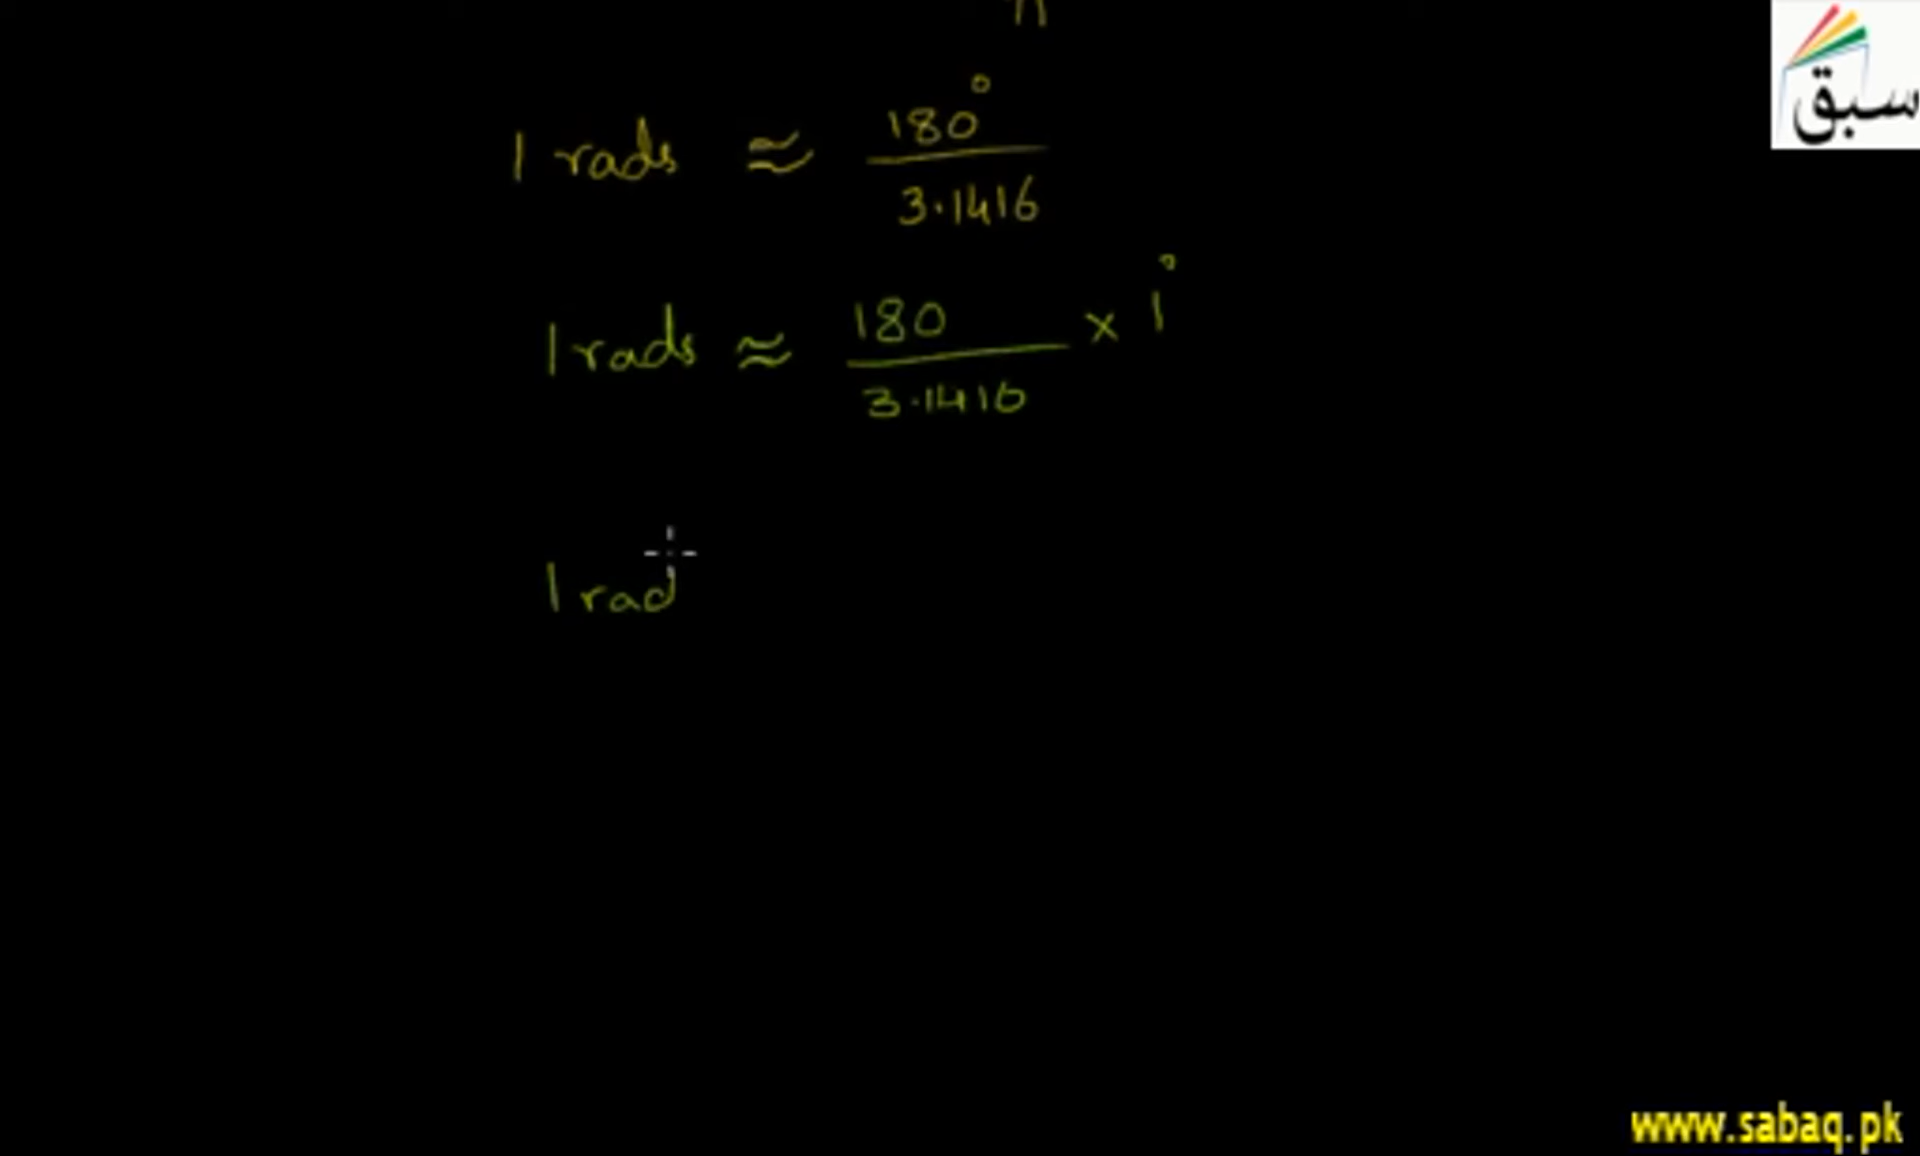 π
سبق
1 rads ≈ 180° / 3.1416
1 rads ≈ 180 / 3.1416 × 1°
1 rad
www.sabaq.pk